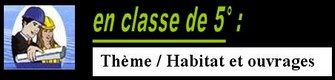 en classe de 5° :
Thème / Habitat et ouvrages